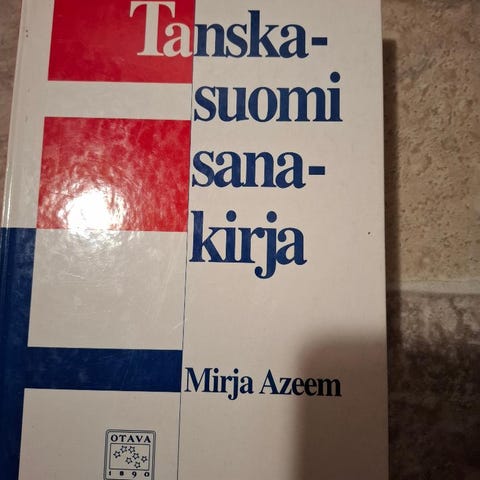 Tanska-
suomi
sana-
kirja
Mirja Azeem
OTAVA
1890